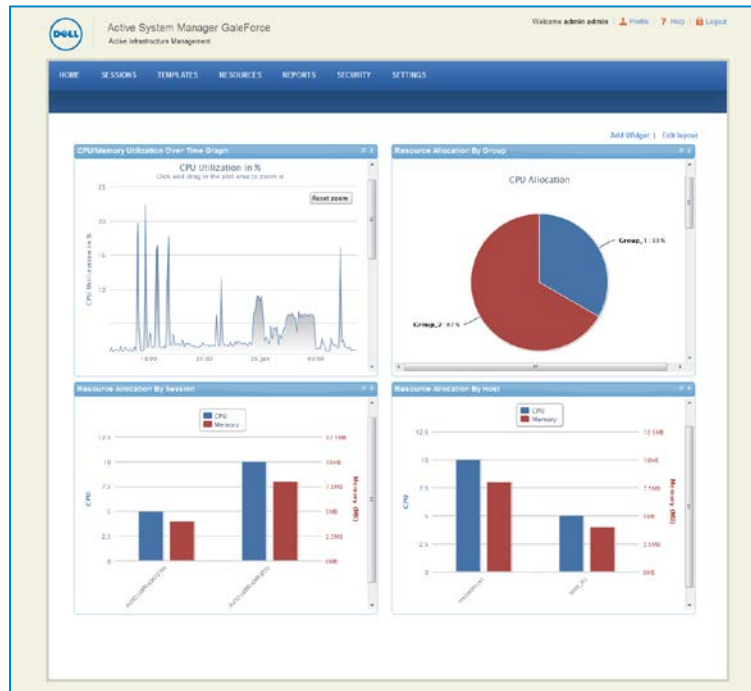 DELL
Active System Manager GaleForce
Active Infrastructure Management
Welcome admin admin | Profile | ? Help | Logout
HOME SESSIONS TEMPLATES RESOURCES REPORTS SECURITY SETTINGS
Add Widget | Edit layout
CPU/Memory Utilization Over Time Graph
CPU Utilization in %
Click and drag in the plot area to zoom in
Reset zoom
CPU Utilization in %
25
20
15
10
18:00 21:00 25. Jan 03:00
Resource Allocation By Group
CPU Allocation
Group_1 : 33 %
Group_2 : 67 %
Resource Allocation By Session
CPU
Memory
12.5 12.5MB
10 10MB
7.5 7.5MB
5 5MB
2.5 2.5MB
0 0MB
CPU
Memory (MB)
Resource Allocation By Host
CPU
Memory
12.5 12.5MB
10 10MB
7.5 7.5MB
5 5MB
2.5 2.5MB
0 0MB
CPU
Memory (MB)